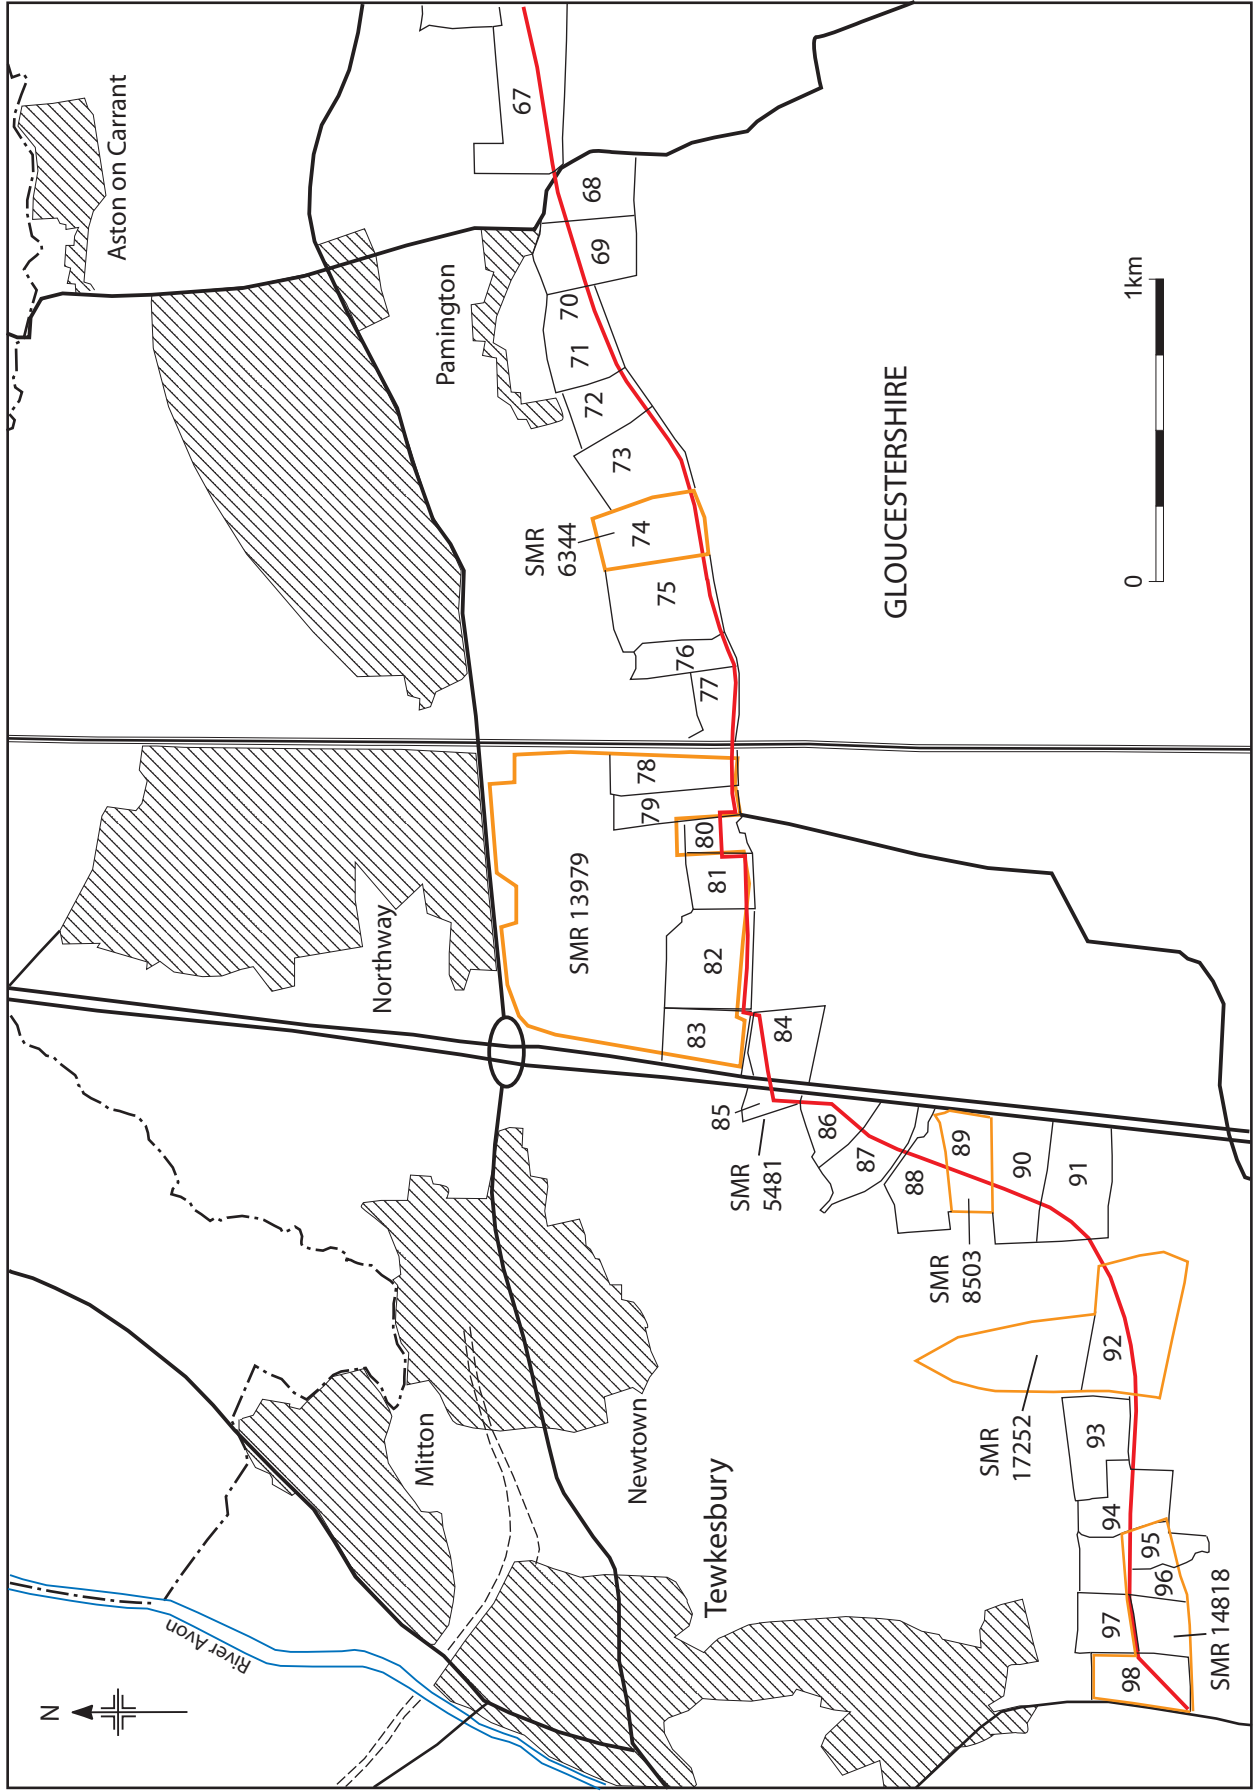 N
River Avon
Mitton
Newtown
Tewkesbury
Northway
Pamington
Aston on Carrant
GLOUCESTERSHIRE
0
1km
SMR
6344
SMR 13979
SMR
5481
SMR
8503
SMR
17252
SMR 14818
67
68
69
70
71
72
73
74
75
76
77
78
79
80
81
82
83
84
85
86
87
88
89
90
91
92
93
94
95
96
97
98